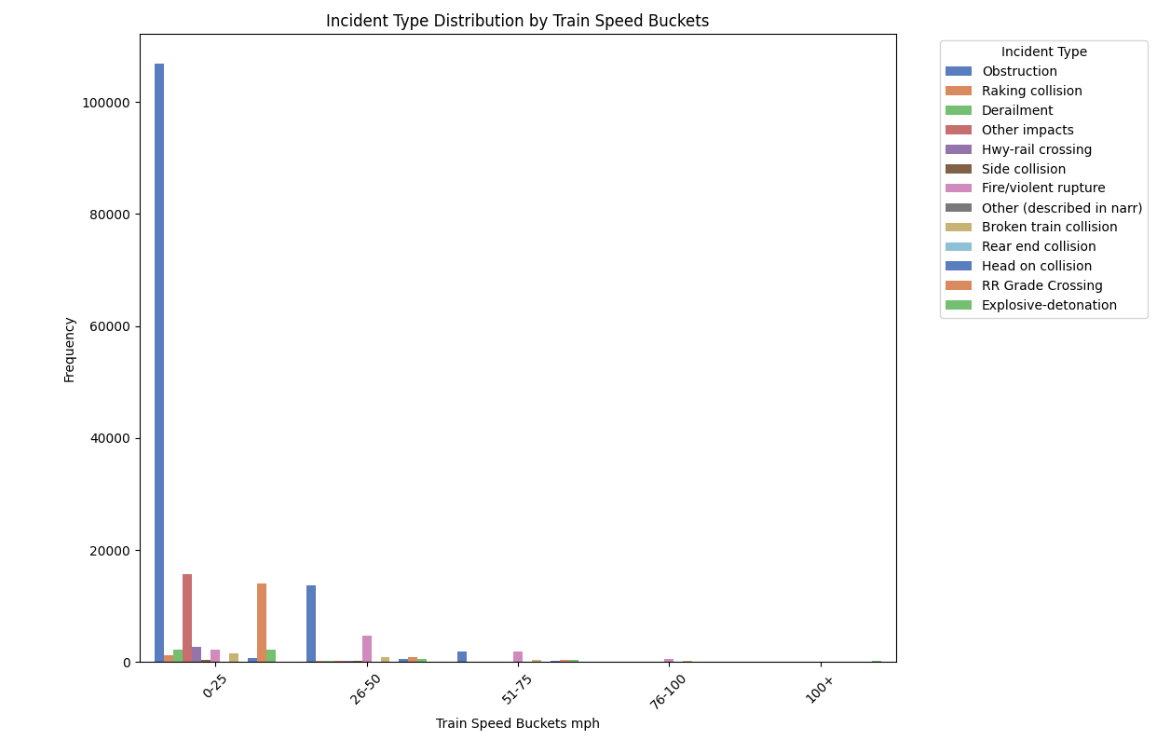 Incident Type Distribution by Train Speed Buckets
Frequency
100000
80000
60000
40000
20000
0
0-25
26-50
51-75
76-100
100+
Train Speed Buckets mph
Incident Type
Obstruction
Raking collision
Derailment
Other impacts
Hwy-rail crossing
Side collision
Fire/violent rupture
Other (described in narr)
Broken train collision
Rear end collision
Head on collision
RR Grade Crossing
Explosive-detonation